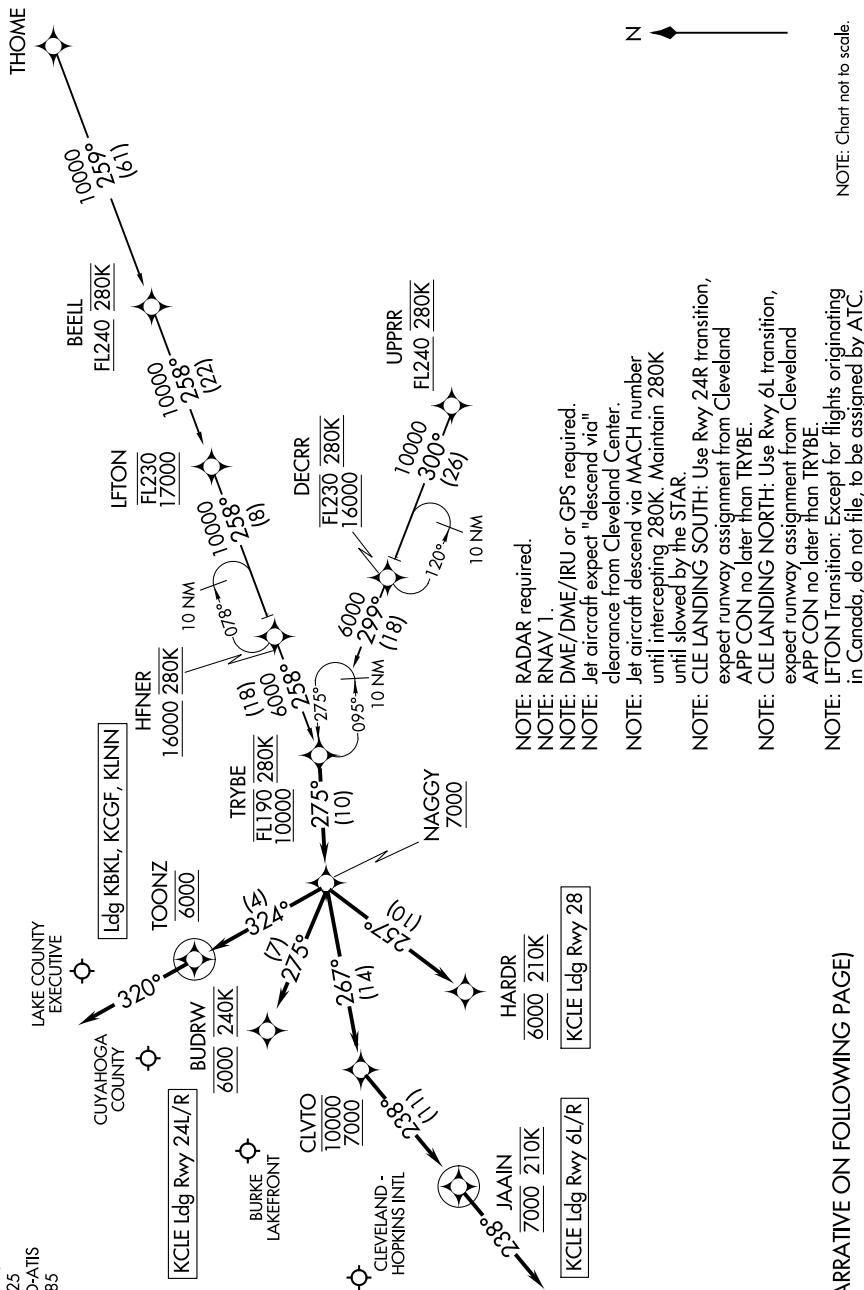 25
D-ATIS
85
THOME
10000
259°
(61)
BEELL
FL240 280K
10000
258°
(22)
LFTON
FL230
17000
10000
258°
(8)
10 NM
078°
HFNER
16000 280K
(18)
6000
258°
UPPRR
FL240 280K
10000
300°
(26)
DECRR
FL230 280K
16000
120°
10 NM
6000
299°
(18)
275°
095°
10 NM
TRYBE
FL190 280K
10000
275°
(10)
NAGGY
7000
Ldg KBKL, KCGF, KLNN
TOONZ
6000
(4)
324°
320°
LAKE COUNTY
EXECUTIVE
CUYAHOGA
COUNTY
(7)
275°
BUDRW
6000 240K
KCLE Ldg Rwy 24L/R
BURKE
LAKEFRONT
267°
(14)
CLVTO
10000
7000
238°
(11)
CLEVELAND-
HOPKINS INTL
JAAIN
7000 210K
KCLE Ldg Rwy 6L/R
238°
257°
(10)
HARDR
6000 210K
KCLE Ldg Rwy 28
N
NOTE: RADAR required.
NOTE: RNAV 1.
NOTE: DME/DME/IRU or GPS required.
NOTE: Jet aircraft expect "descend via"
clearance from Cleveland Center.
NOTE: Jet aircraft descend via MACH number
until intercepting 280K. Maintain 280K
until slowed by the STAR.
NOTE: CLE LANDING SOUTH: Use Rwy 24R transition,
expect runway assignment from Cleveland
APP CON no later than TRYBE.
NOTE: CLE LANDING NORTH: Use Rwy 6L transition,
expect runway assignment from Cleveland
APP CON no later than TRYBE.
NOTE: LFTON Transition: Except for flights originating
in Canada, do not file, to be assigned by ATC.
NOTE: Chart not to scale.
ARRATIVE ON FOLLOWING PAGE)